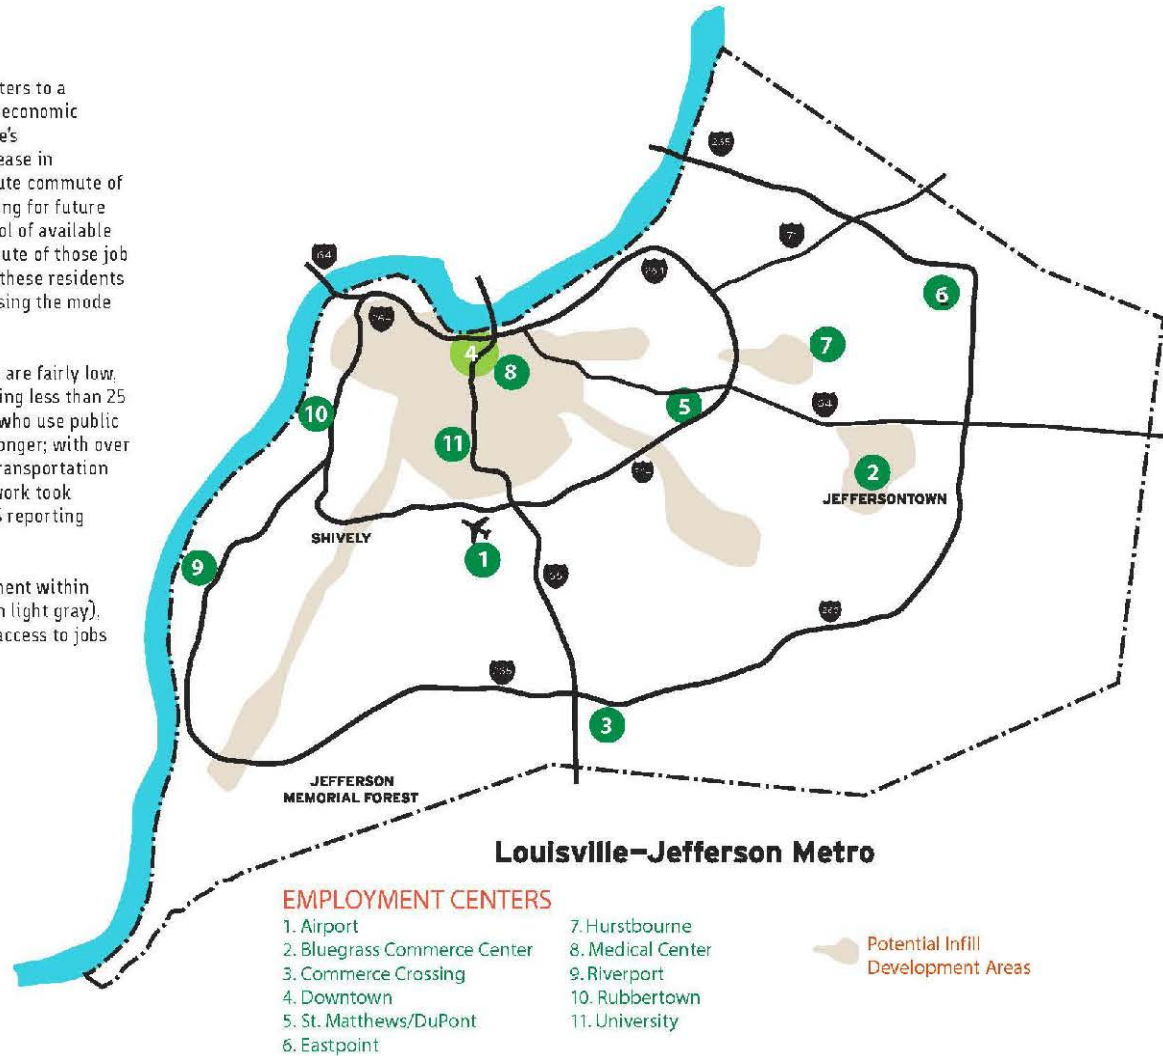 ters to a
economic
e's
ease in
ute commute of
ing for future
ol of available
ute of those job
these residents
sing the mode
are fairly low,
ing less than 25
who use public
onger; with over
ransportation
work took
% reporting
ment within
n light gray),
access to jobs
265
71
64
264
264
6
7
4
8
10
5
64
11
264
2
JEFFERSONTOWN
SHIVELY
1
9
65
265
265
3
JEFFERSON
MEMORIAL FOREST
Louisville-Jefferson Metro
EMPLOYMENT CENTERS
1. Airport
2. Bluegrass Commerce Center
3. Commerce Crossing
4. Downtown
5. St. Matthews/DuPont
6. Eastpoint
7. Hurstbourne
8. Medical Center
9. Riverport
10. Rubbertown
11. University
Potential Infill
Development Areas